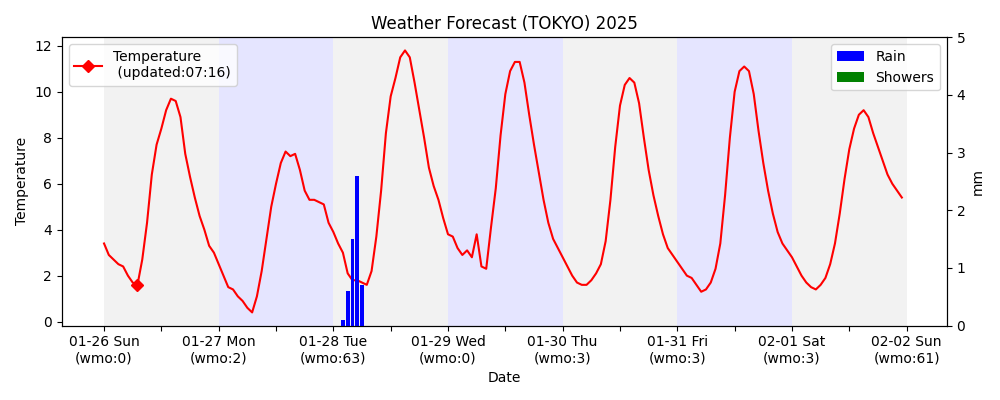 Weather Forecast (TOKYO) 2025
Temperature
(updated:07:16)
Rain
Showers
12
10
8
6
4
2
0
Temperature
5
4
3
2
1
0
mm
01-26 Sun
(wmo:0)
01-27 Mon
(wmo:2)
01-28 Tue
(wmo:63)
01-29 Wed
(wmo:0)
01-30 Thu
(wmo:3)
01-31 Fri
(wmo:3)
02-01 Sat
(wmo:3)
02-02 Sun
(wmo:61)
Date